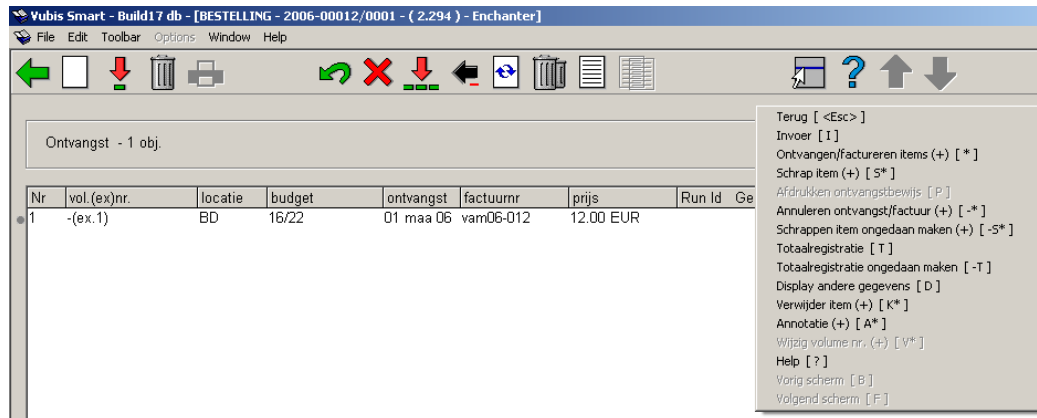 Vubis Smart - Build17 db - [BESTELLING - 2006-00012/0001 - ( 2.294 ) - Enchanter]
File Edit Toolbar Options Window Help
Ontvangst - 1 obj.
Nr vol.(ex)nr. locatie budget ontvangst factuurnr prijs Run Id Ge
1 -(ex.1) BD 16/22 01 maa 06 vam06-012 12.00 EUR
Terug [ <Esc> ]
Invoer [ I ]
Ontvangen/factureren items (+) [ * ]
Schrap item (+) [ S* ]
Afdrukken ontvangstbewijs [ P ]
Annuleren ontvangst/factuur (+) [ -* ]
Schrappen item ongedaan maken (+) [ -S* ]
Totaalregistratie [ T ]
Totaalregistratie ongedaan maken [ -T ]
Display andere gegevens [ D ]
Verwijder item (+) [ K* ]
Annotatie (+) [ A* ]
Wijzig volume nr. (+) [ V* ]
Help [ ? ]
Vorig scherm [ B ]
Volgend scherm [ F ]